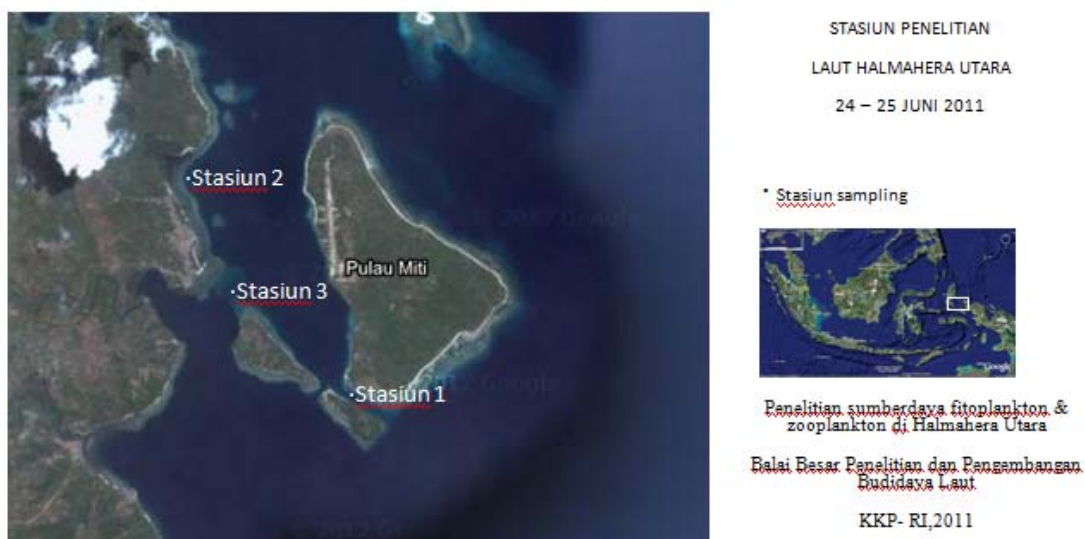 ·Stasiun 2
·Stasiun 3
Pulau Miti
·Stasiun 1
STASIUN PENELITIAN
LAUT HALMAHERA UTARA
24 – 25 JUNI 2011
· Stasiun sampling
Google
Penelitian sumberdaya fitoplankton &
zooplankton di Halmahera Utara
Balai Besar Penelitian dan Pengembangan
Budidaya Laut
KKP- RI,2011